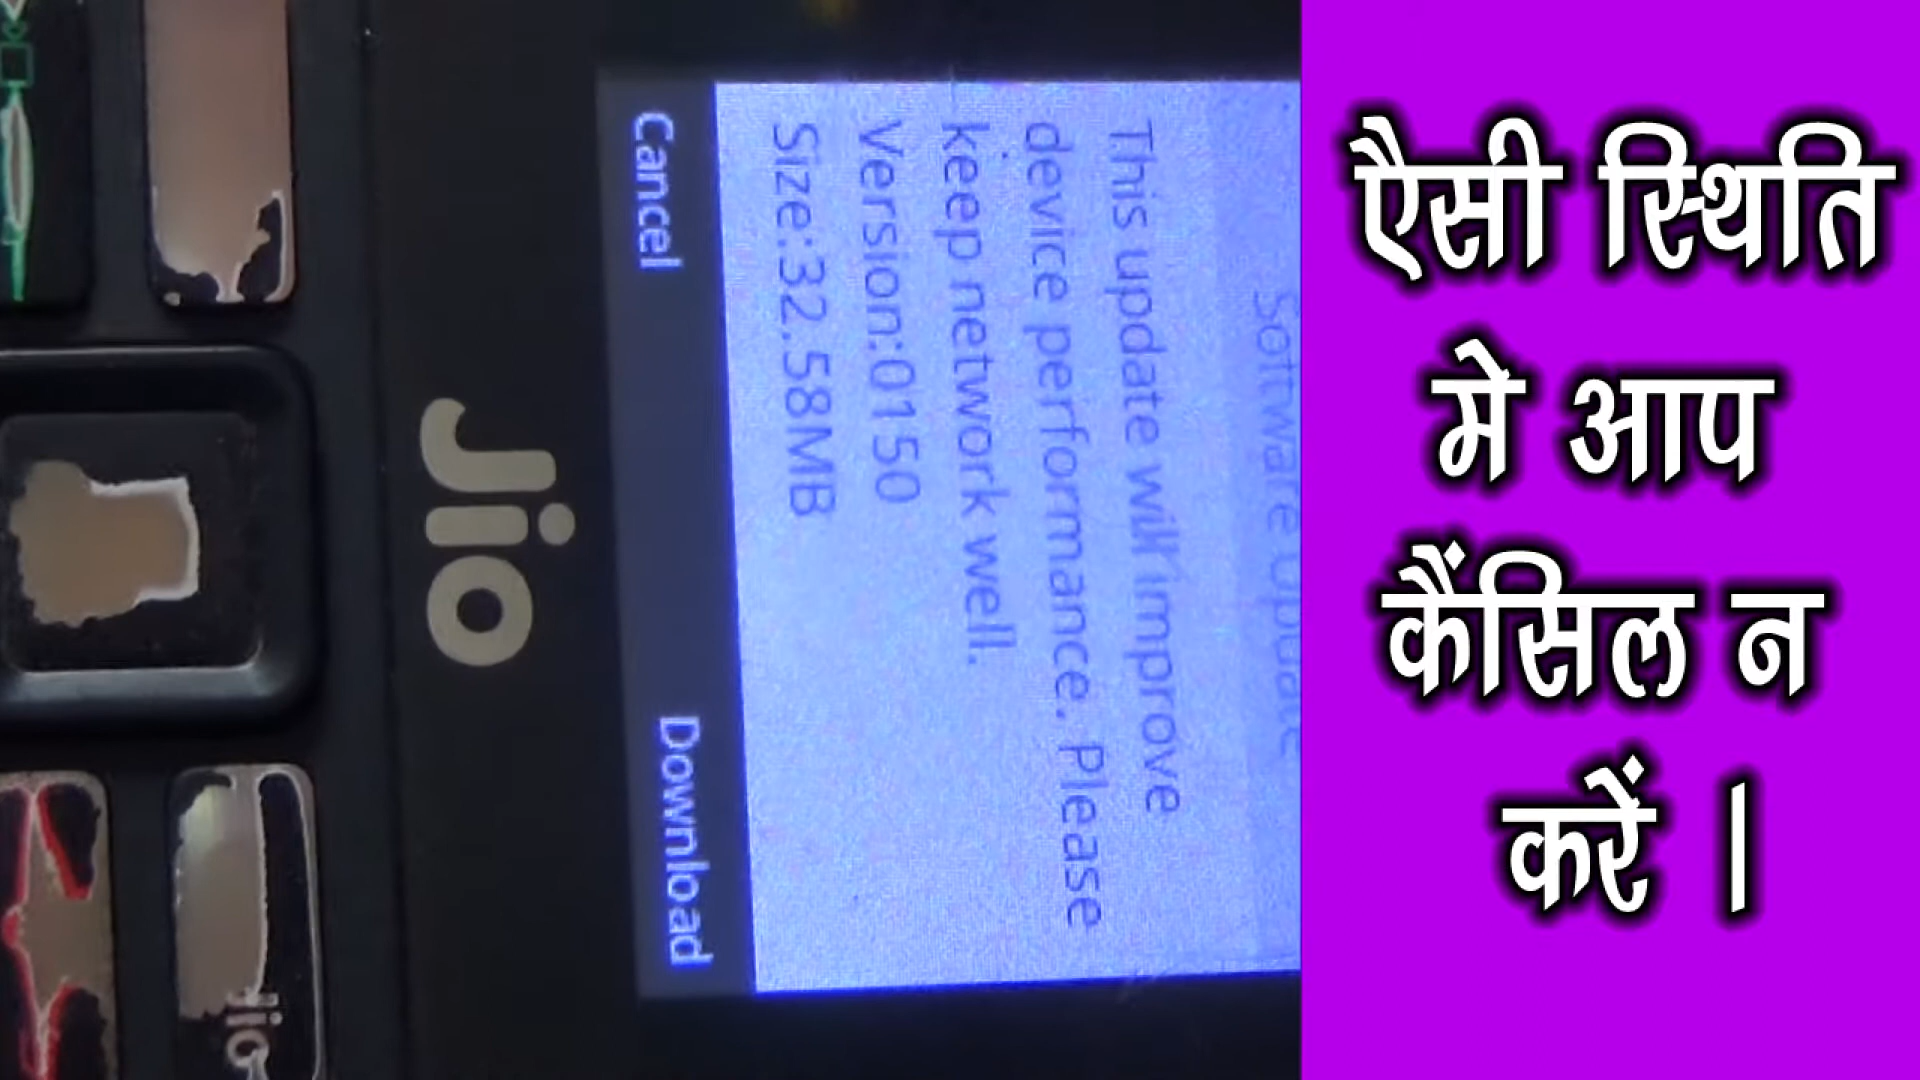 Software Update
This update will improve
device performance. Please
keep network well.
Version:0150
Size:32.58MB
Cancel
Download
Jio
Jio
ऐसी स्थिति
मे आप
कैंसिल न
करें ।